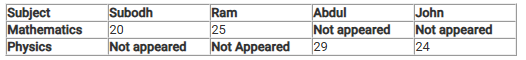 Subject Subodh Ram Abdul John
Mathematics 20 25 Not appeared Not appeared
Physics Not appeared Not Appeared 29 24